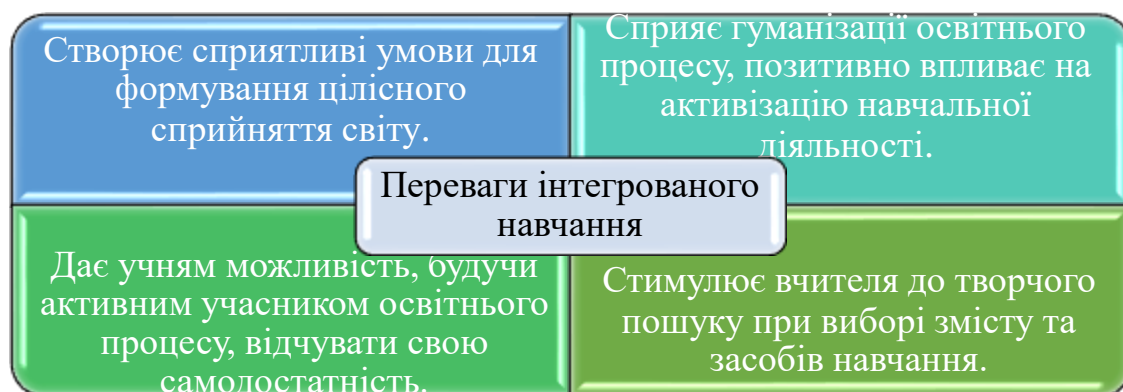 Створює сприятливі умови для
формування цілісного
сприйняття світу.
Сприяє гуманізації освітнього
процесу, позитивно впливає на
активізацію навчальної
діяльності.
Переваги інтегрованого
навчання
Дає учням можливість, будучи
активним учасником освітнього
процесу, відчувати свою
самодостатність.
Стимулює вчителя до творчого
пошуку при виборі змісту та
засобів навчання.